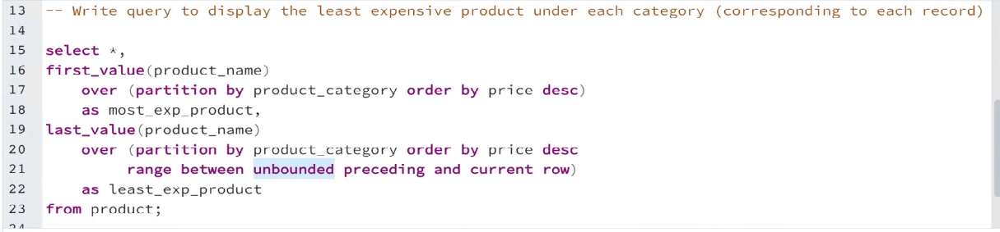 13 -- Write query to display the least expensive product under each category (corresponding to each record)
14
15 select *,
16 first_value(product_name)
17 over (partition by product_category order by price desc)
18 as most_exp_product,
19 last_value(product_name)
20 over (partition by product_category order by price desc
21 range between unbounded preceding and current row)
22 as least_exp_product
23 from product;
24